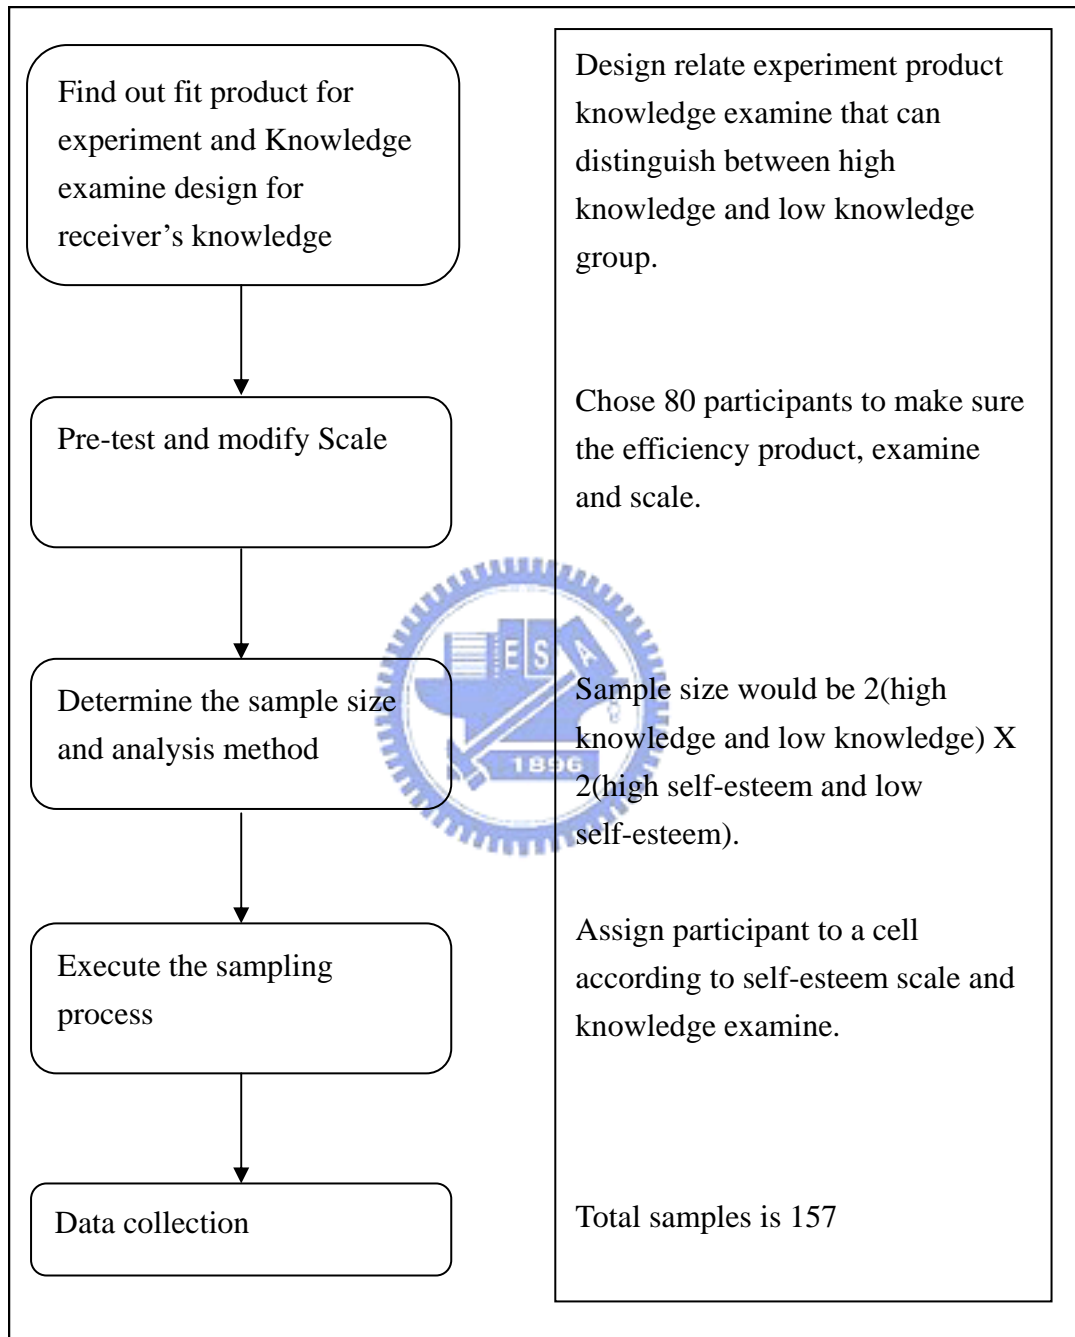 Find out fit product for
experiment and Knowledge
examine design for
receiver’s knowledge
Design relate experiment product
knowledge examine that can
distinguish between high
knowledge and low knowledge
group.
Pre-test and modify Scale
Chose 80 participants to make sure
the efficiency product, examine
and scale.
E S A
1896
Determine the sample size
and analysis method
Sample size would be 2(high
knowledge and low knowledge) X
2(high self-esteem and low
self-esteem).
Execute the sampling
process
Assign participant to a cell
according to self-esteem scale and
knowledge examine.
Data collection
Total samples is 157